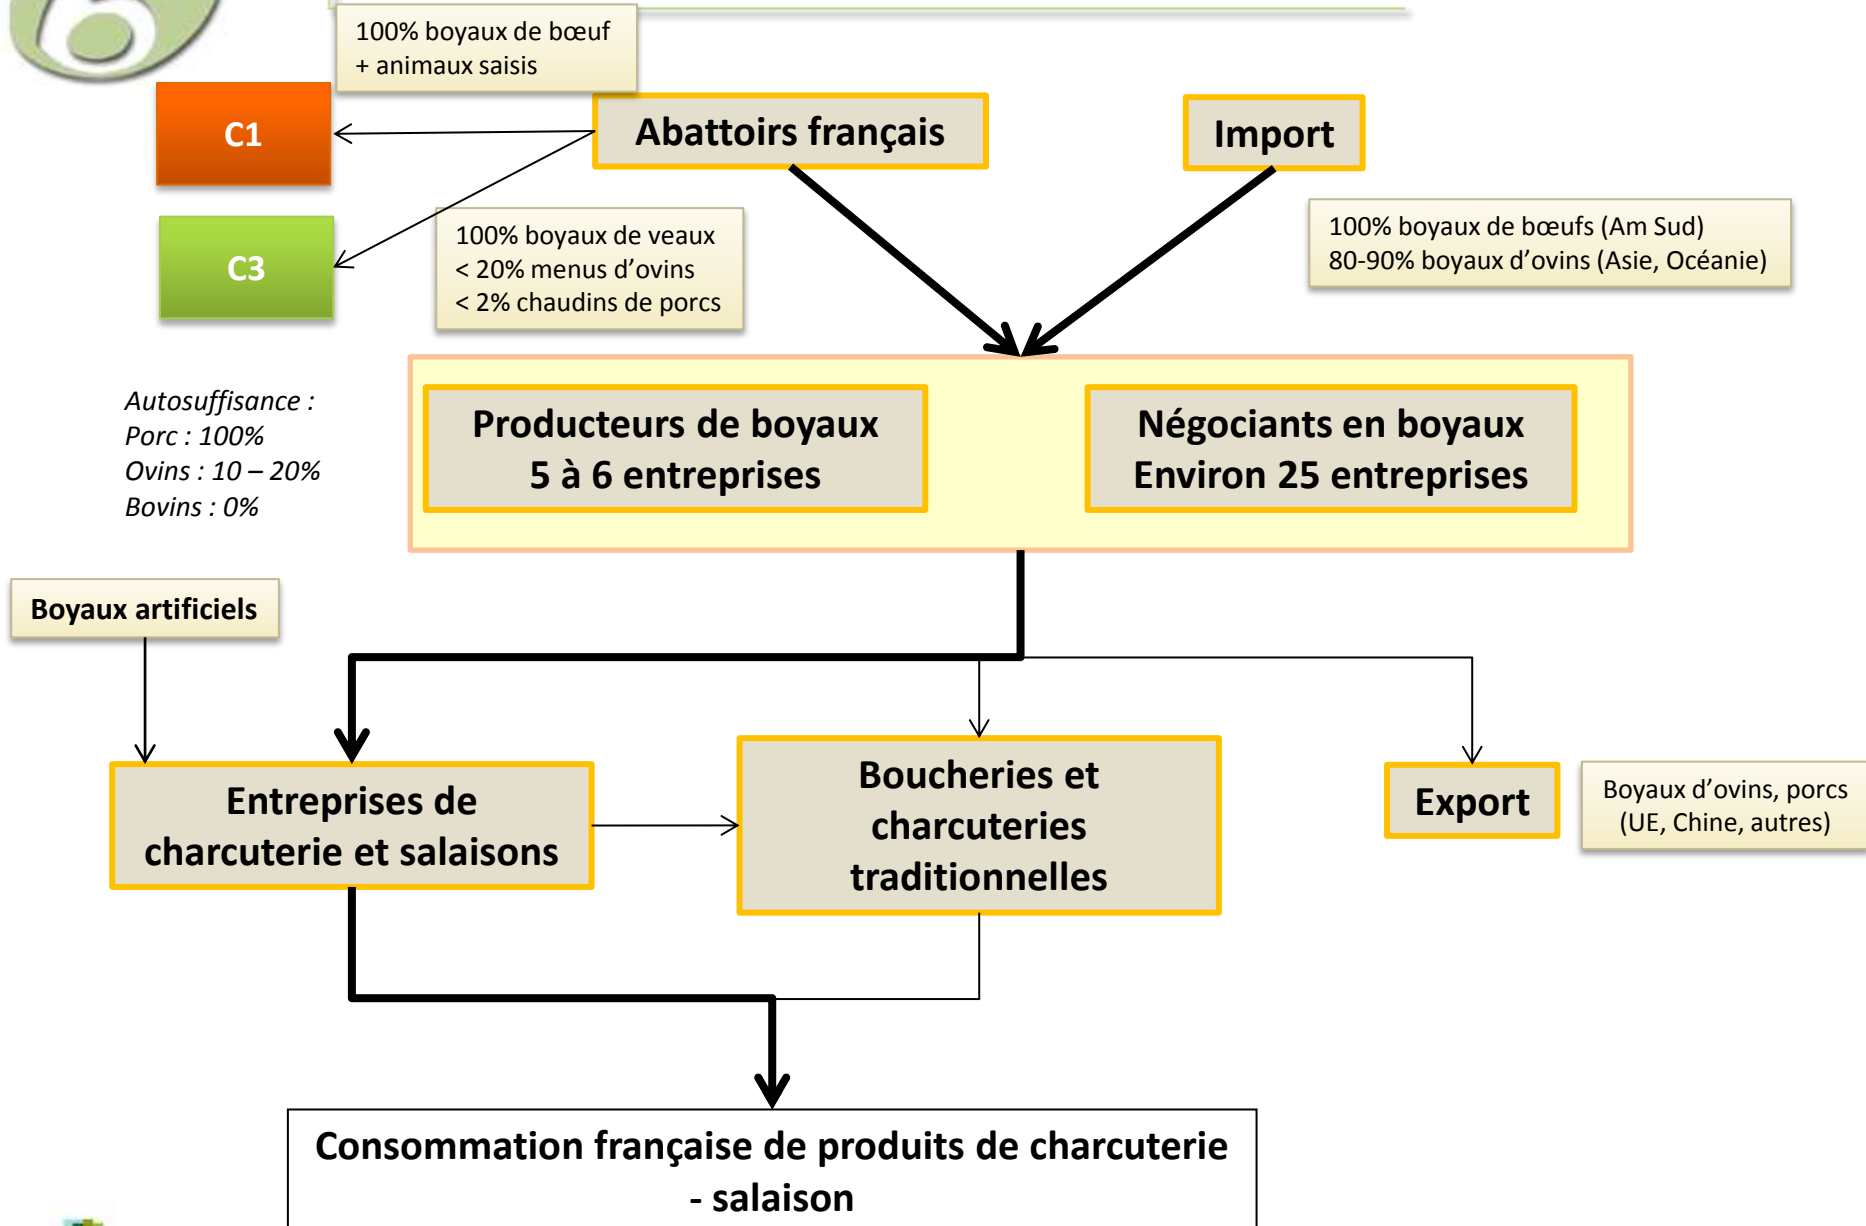 100% boyaux de bœuf
+ animaux saisis
C1
Abattoirs français
Import
C3
100% boyaux de veaux
< 20% menus d’ovins
< 2% chaudins de porcs
100% boyaux de bœufs (Am Sud)
80-90% boyaux d’ovins (Asie, Océanie)
Autosuffisance :
Porc : 100%
Ovins : 10 – 20%
Bovins : 0%
Producteurs de boyaux
5 à 6 entreprises
Négociants en boyaux
Environ 25 entreprises
Boyaux artificiels
Entreprises de
charcuterie et salaisons
Boucheries et
charcuteries
traditionnelles
Export
Boyaux d’ovins, porcs
(UE, Chine, autres)
Consommation française de produits de charcuterie
- salaison